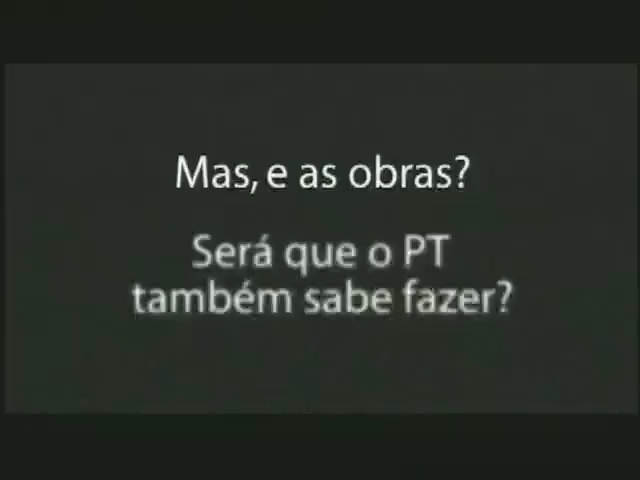 Mas, e as obras?
Será que o PT
também sabe fazer?